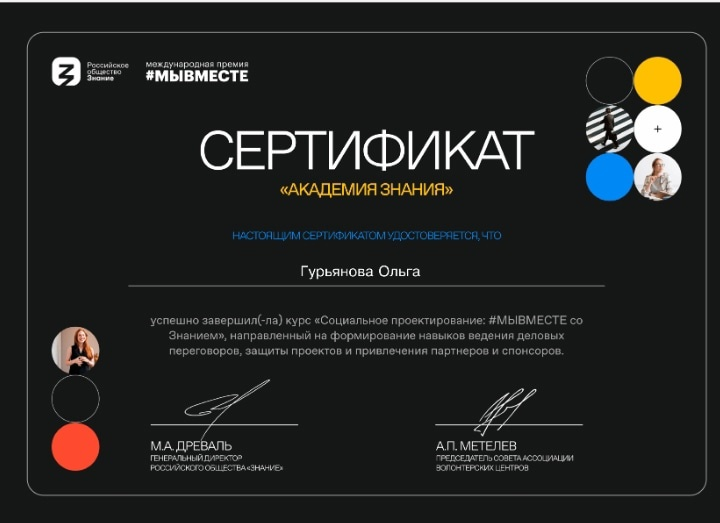 Российское
общество
Знание
международная премия
#МЫВМЕСТЕ
СЕРТИФИКАТ
«АКАДЕМИЯ ЗНАНИЯ»
НАСТОЯЩИМ СЕРТИФИКАТОМ УДОСТОВЕРЯЕТСЯ, ЧТО
Гурьянова Ольга
успешно завершил(-ла) курс «Социальное проектирование: #МЫВМЕСТЕ со
Знанием», направленный на формирование навыков ведения деловых
переговоров, защиты проектов и привлечения партнеров и спонсоров.
М.А. ДРЕВАЛЬ
ГЕНЕРАЛЬНЫЙ ДИРЕКТОР
РОССИЙСКОГО ОБЩЕСТВА «ЗНАНИЕ»
А.П. МЕТЕЛЕВ
ПРЕДСЕДАТЕЛЬ СОВЕТА АССОЦИАЦИИ
ВОЛОНТЕРСКИХ ЦЕНТРОВ